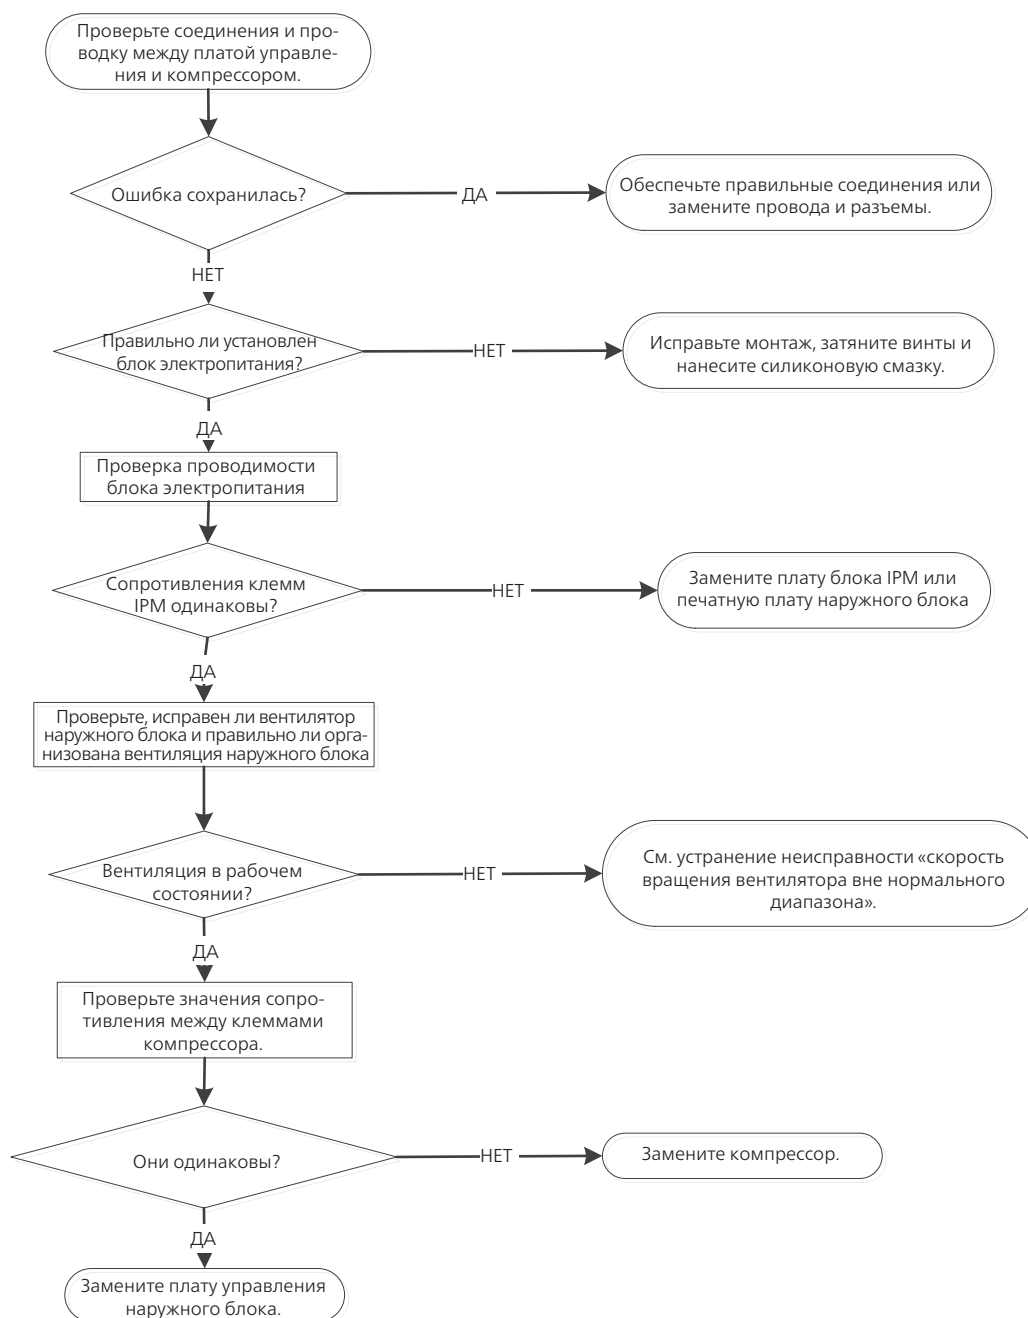 Проверьте соединения и про-
водку между платой управле-
ния и компрессором.
Ошибка сохранилась?
ДА
Обеспечьте правильные соединения или
замените провода и разъемы.
НЕТ
Правильно ли установлен
блок электропитания?
НЕТ
Исправьте монтаж, затяните винты и
нанесите силиконовую смазку.
ДА
Проверка проводимости
блока электропитания
Сопротивления клемм
IPM одинаковы?
НЕТ
Замените плату блока IPM или
печатную плату наружного блока
ДА
Проверьте, исправен ли вентилятор
наружного блока и правильно ли орга-
низована вентиляция наружного блока
Вентиляция в рабочем
состоянии?
НЕТ
См. устранение неисправности «скорость
вращения вентилятора вне нормального
диапазона».
ДА
Проверьте значения сопро-
тивления между клеммами
компрессора.
Они одинаковы?
НЕТ
Замените компрессор.
ДА
Замените плату управления
наружного блока.